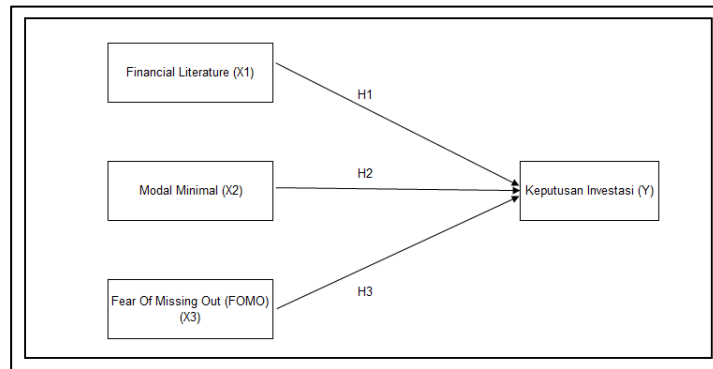 Financial Literature (X1)
H1
Modal Minimal (X2)
H2
Keputusan Investasi (Y)
Fear Of Missing Out (FOMO)
(X3)
H3